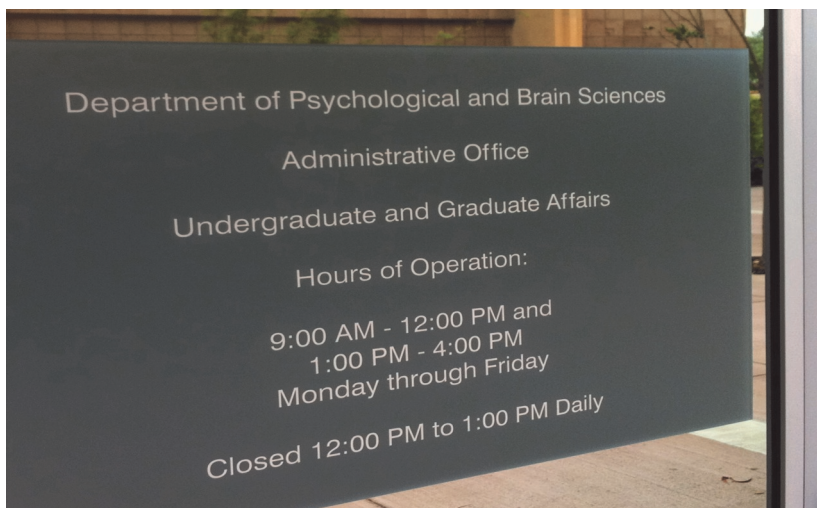 Department of Psychological and Brain Sciences
Administrative Office
Undergraduate and Graduate Affairs
Hours of Operation:
9:00 AM - 12:00 PM and
1:00 PM - 4:00 PM
Monday through Friday
Closed 12:00 PM to 1:00 PM Daily